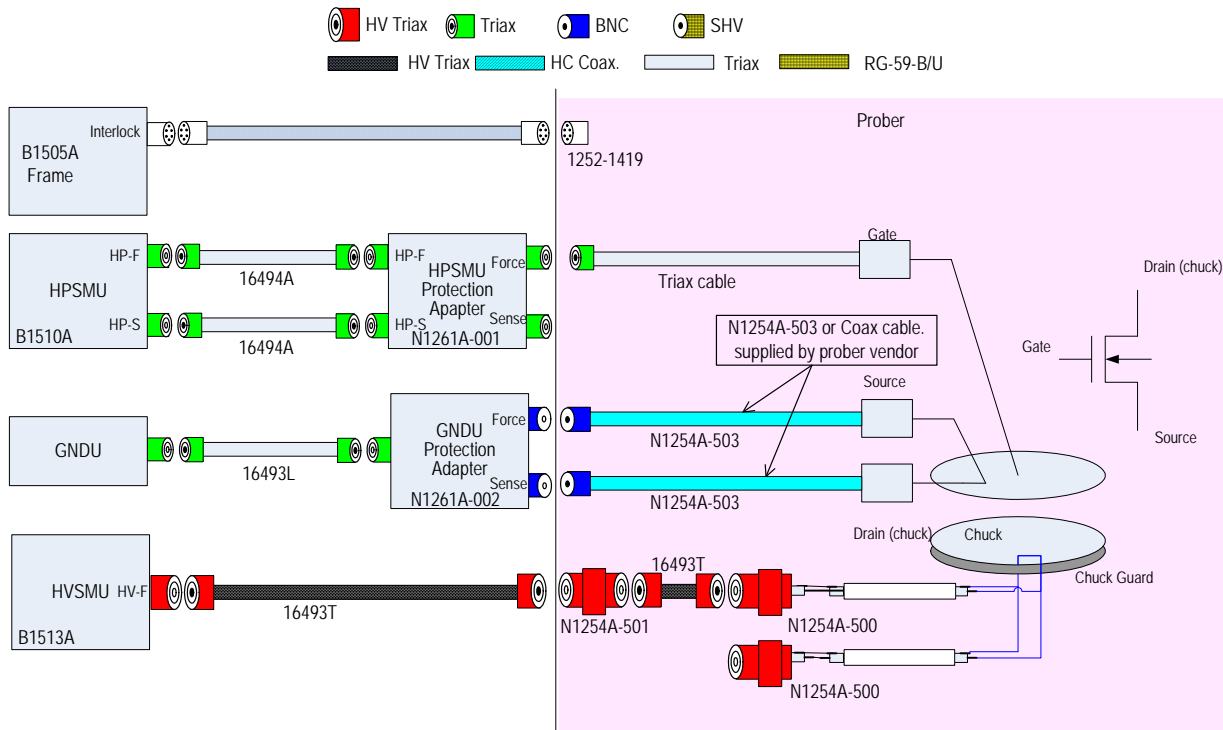 HV Triax
Triax
BNC
SHV
HV Triax
HC Coax.
Triax
RG-59-B/U
Interlock
B1505A
Frame
1252-1419
Prober
HP-F
HPSMU
HP-S
B1510A
16494A
16494A
HP-F
HPSMU
Protection
Apapter
HP-S
N1261A-001
Force
Sense
Triax cable
Gate
Drain (chuck)
Gate
Source
N1254A-503 or Coax cable.
supplied by prober vendor
GNDU
16493L
GNDU
Protection
Adapter
N1261A-002
Force
Sense
N1254A-503
N1254A-503
Source
Drain (chuck)
Chuck
Chuck Guard
HVSMU
HV-F
B1513A
16493T
N1254A-501
16493T
N1254A-500
N1254A-500